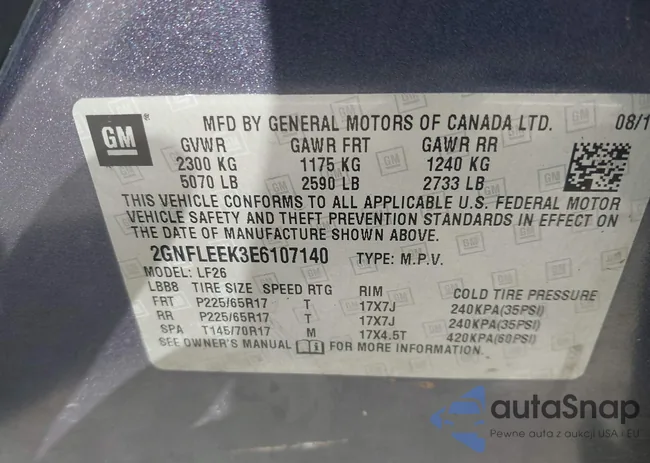 GM®
MFD BY GENERAL MOTORS OF CANADA LTD. 08/1
GVWR GAWR FRT GAWR RR
2300 KG 1175 KG 1240 KG
5070 LB 2590 LB 2733 LB
THIS VEHICLE CONFORMS TO ALL APPLICABLE U.S. FEDERAL MOTOR
VEHICLE SAFETY AND THEFT PREVENTION STANDARDS IN EFFECT ON
THE DATE OF MANUFACTURE SHOWN ABOVE.
2GNFLEEK3E6107140 TYPE: M.P.V.
MODEL: LF26
LBB8 TIRE SIZE SPEED RTG RIM COLD TIRE PRESSURE
FRT P225/65R17 T 17X7J 240KPA(35PSI)
RR P225/65R17 T 17X7J 240KPA(35PSI)
SPA T145/70R17 M 17X4.5T 420KPA(60PSI)
SEE OWNER'S MANUAL FOR MORE INFORMATION.
autaSnap
Pewne auta z aukcji USA i EU